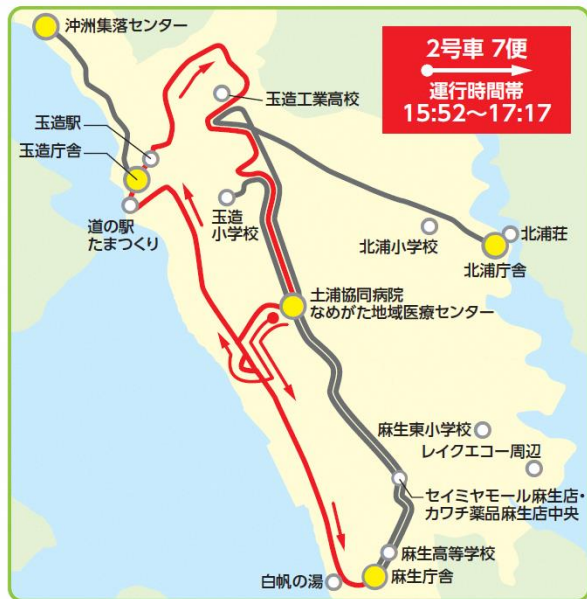 沖洲集落センター
2号車 7便
運行時間帯
15:52〜17:17
玉造工業高校
玉造駅
玉造庁舎
道の駅
たまつくり
玉造
小学校
北浦小学校
北浦荘
北浦庁舎
土浦協同病院
なめがた地域医療センター
麻生東小学校
レイクエコー周辺
セイミヤモール麻生店・
カワチ薬品麻生店中央
麻生高等学校
白帆の湯
麻生庁舎